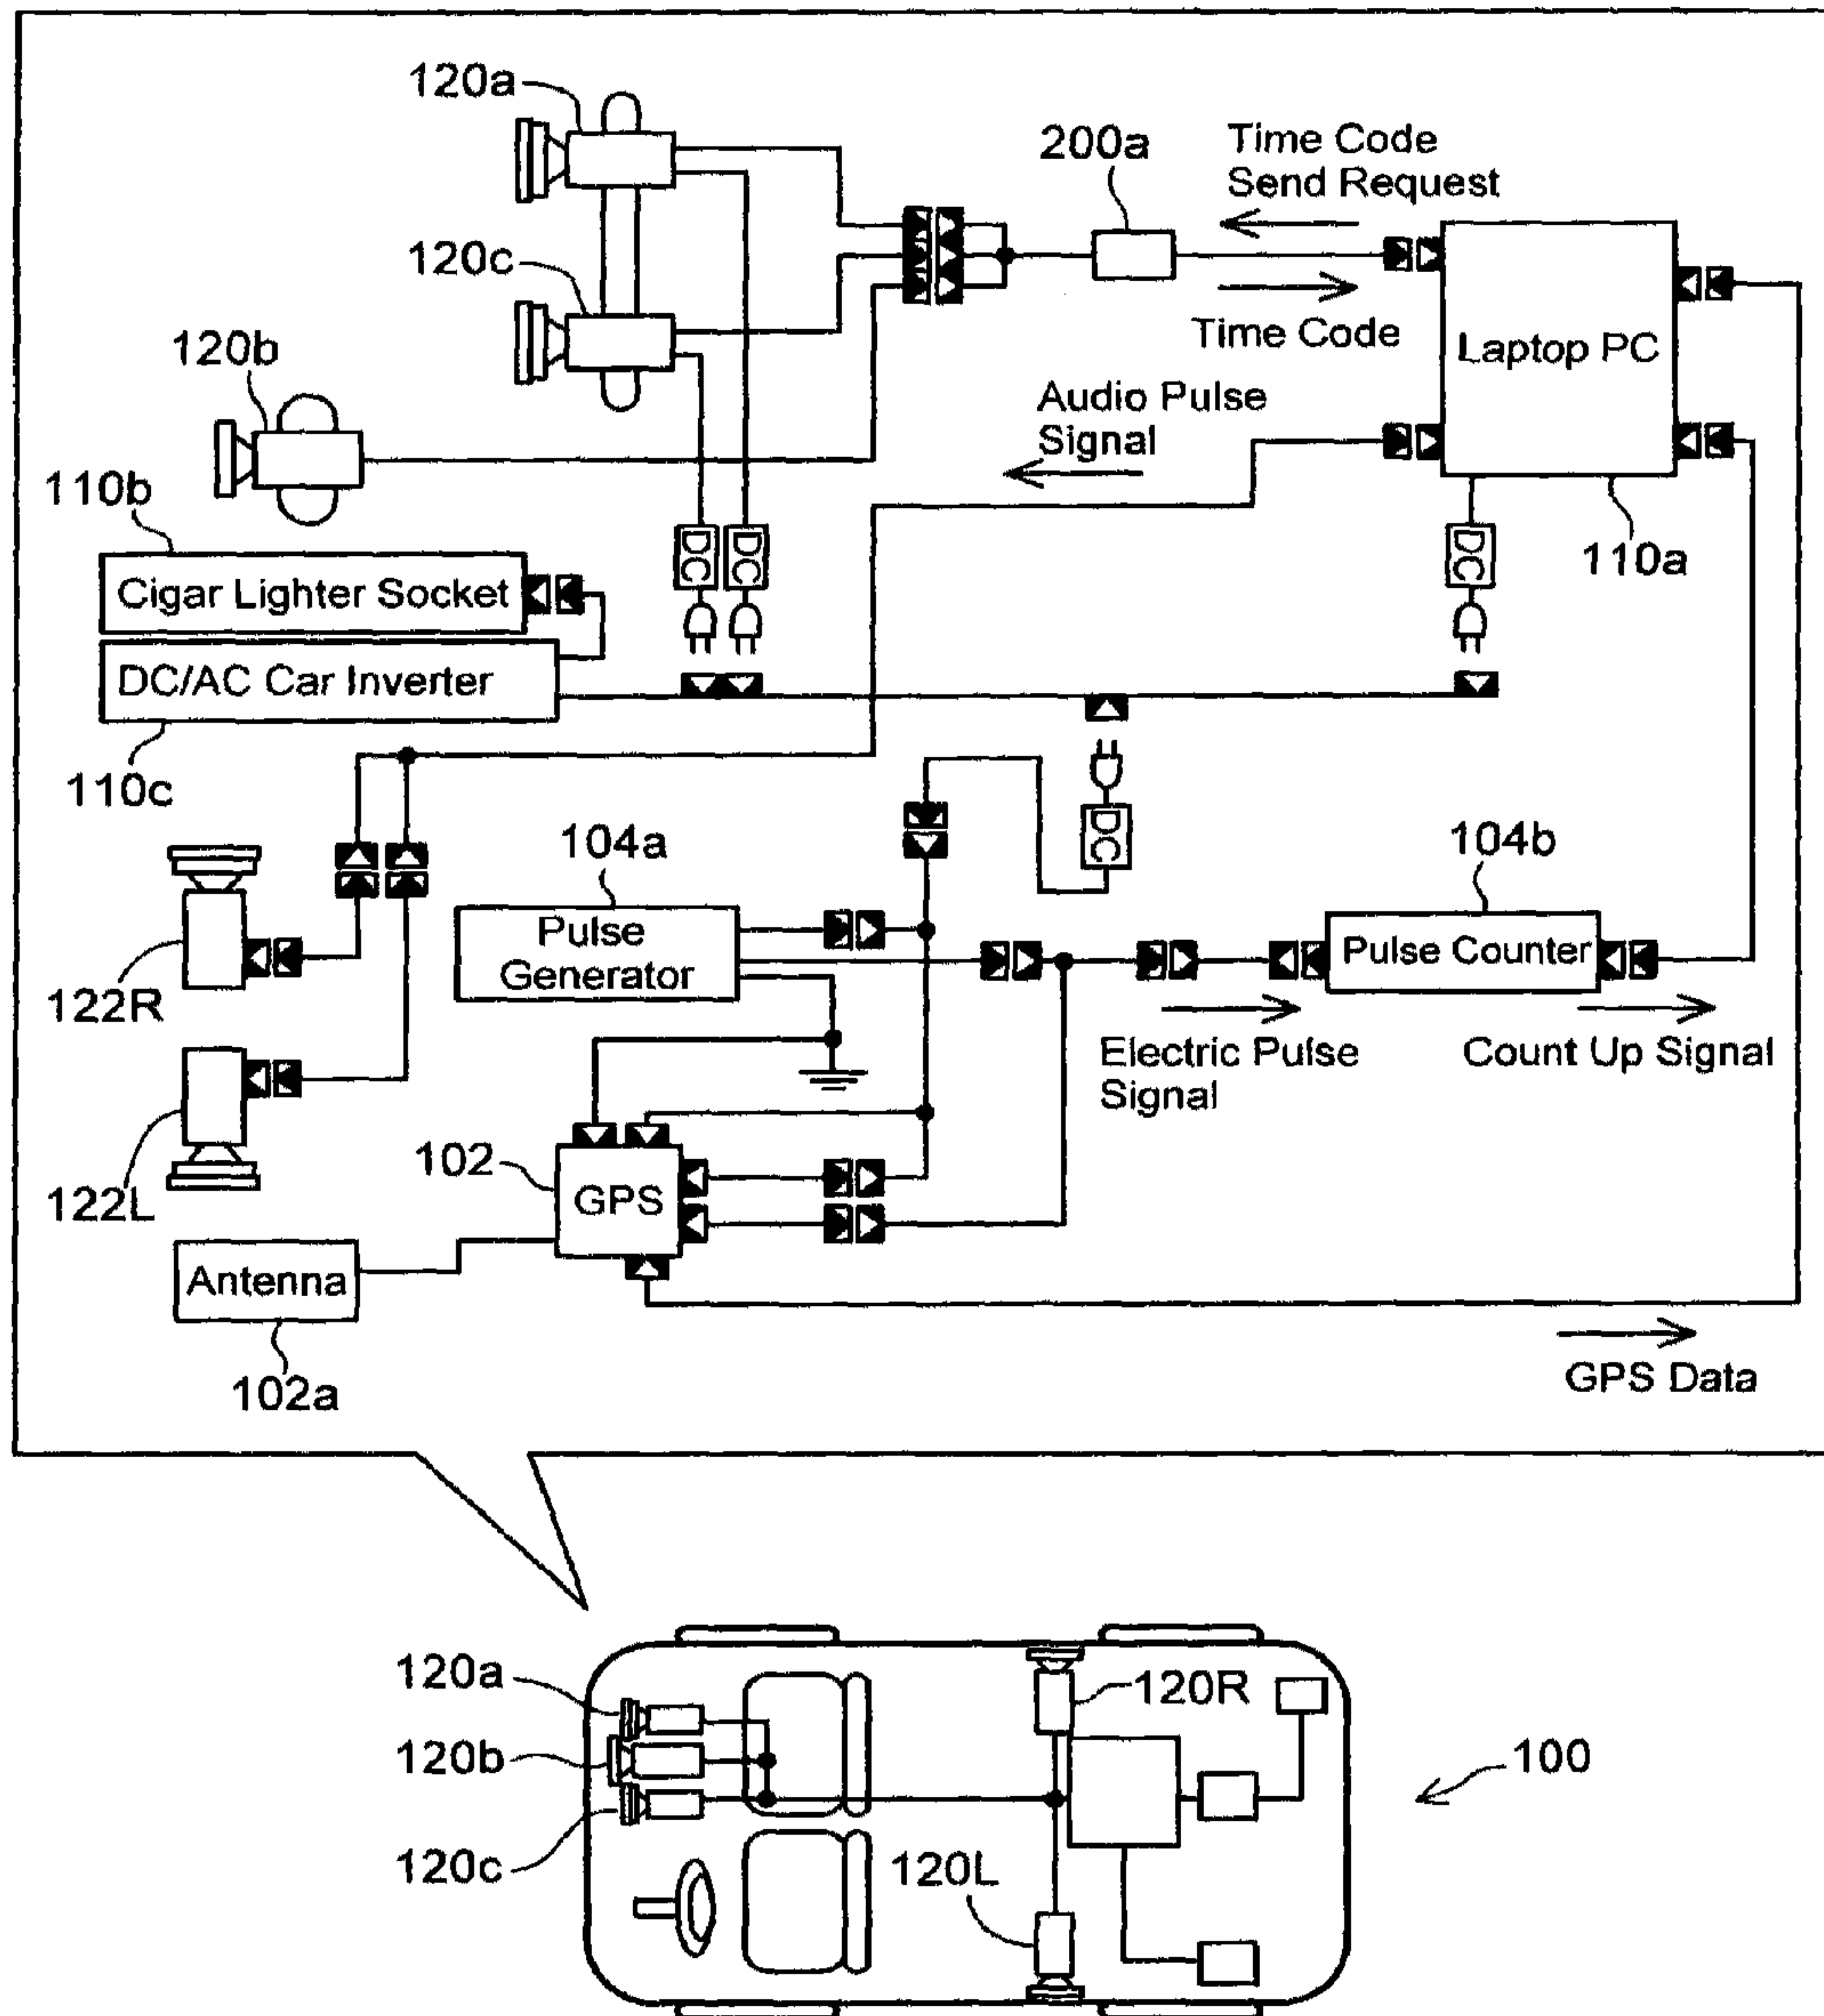 120a
200a
Time Code
Send Request
120c
Time Code
Laptop PC
120b
Audio Pulse
Signal
110b
DC
DC
DC
110a
Cigar Lighter Socket
DC/AC Car Inverter
110c
DC
104a
104b
Pulse
Generator
Pulse Counter
122R
Electric Pulse
Signal
Count Up Signal
102
GPS
122L
Antenna
102a
GPS Data
120a
120R
120b
100
120c
120L